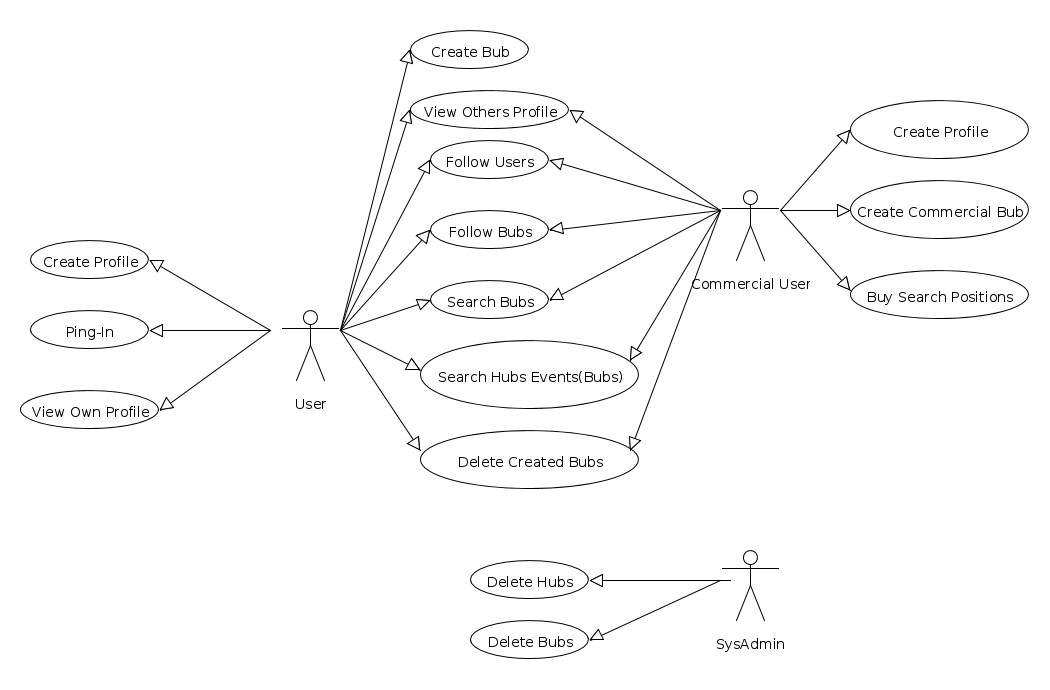 Create Bub
View Others Profile
Follow Users
Follow Bubs
Search Bubs
Search Hubs Events(Bubs)
Delete Created Bubs
Create Profile
Ping-In
View Own Profile
User
Create Profile
Create Commercial Bub
Buy Search Positions
Commercial User
Delete Hubs
Delete Bubs
SysAdmin